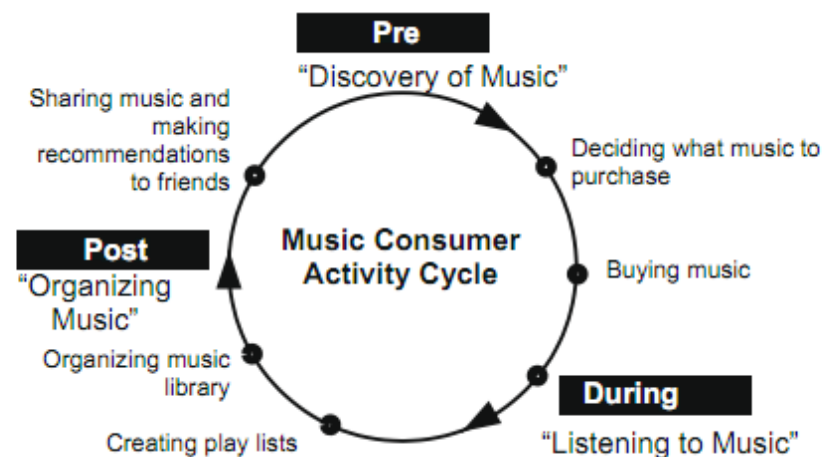 Pre
“Discovery of Music”
Sharing music and
making
recommendations
to friends
Deciding what music to
purchase
Music Consumer
Activity Cycle
Post
“Organizing
Music”
Buying music
Organizing music
library
During
“Listening to Music”
Creating play lists